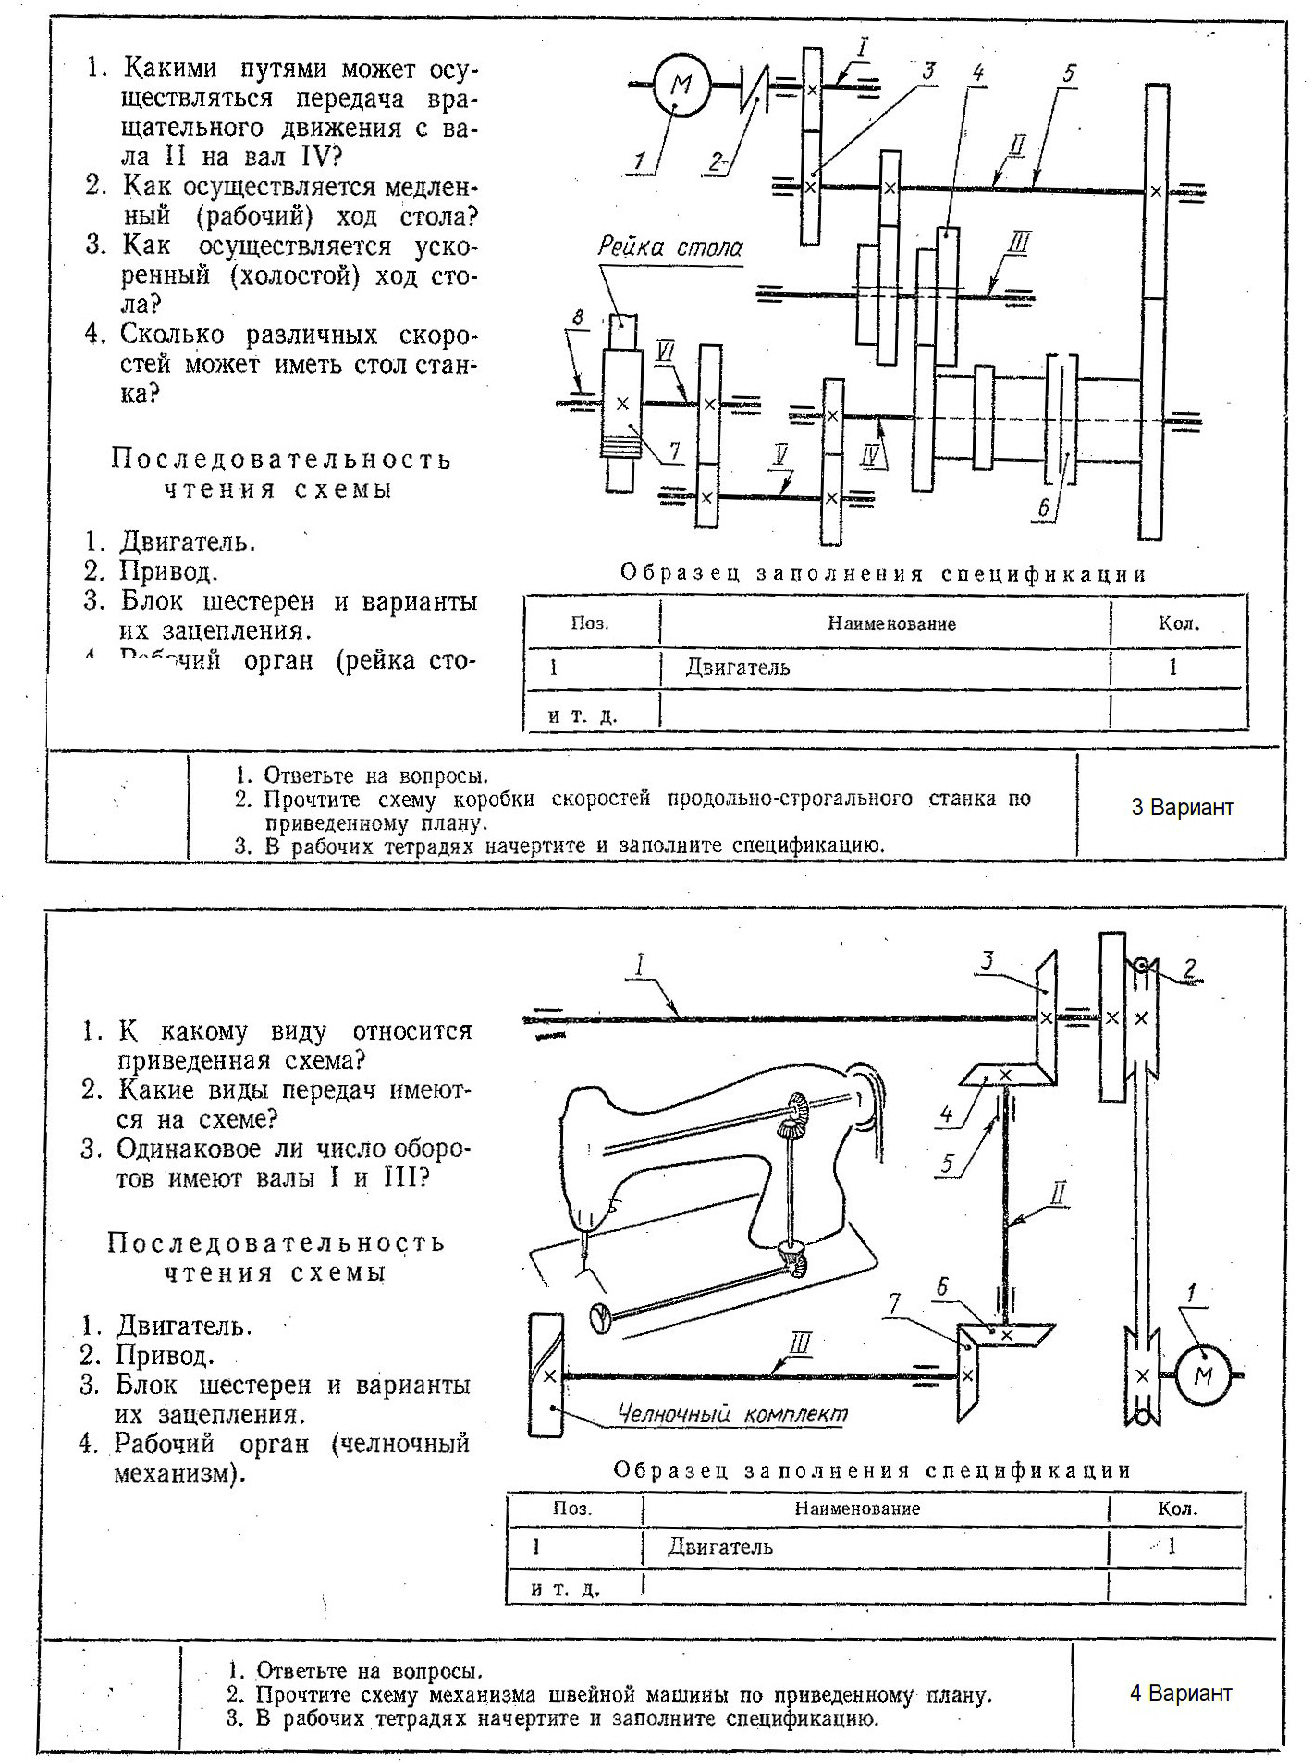 1. Какими путями может осу-
ществляться передача вра-
щательного движения с ва-
ла II на вал IV?
2. Как осуществляется медлен-
ный (рабочий) ход стола?
3. Как осуществляется уско-
ренный (холостой) ход сто-
ла?
4. Сколько различных скоро-
стей может иметь стол стан-
ка?
Последовательность
чтения схемы
1. Двигатель.
2. Привод.
3. Блок шестерен и варианты
их зацепления.
4. Рабочий орган (рейка сто-
M
I
1
2
3
4
5
II
III
Рейка стола
8
VI
7
V
IV
6
Образец заполнения спецификации
Поз. Наименование Кол.
1 Двигатель 1
и т. д.
1. Ответьте на вопросы.
2. Прочтите схему коробки скоростей продольно-строгального станка по
приведенному плану.
3. В рабочих тетрадях начертите и заполните спецификацию.
3 Вариант
1. К какому виду относится
приведенная схема?
2. Какие виды передач имеют-
ся на схеме?
3. Одинаковое ли число оборо-
тов имеют валы I и III?
Последовательность
чтения схемы
1. Двигатель.
2. Привод.
3. Блок шестерен и варианты
их зацепления.
4. Рабочий орган (челночный
механизм).
I
3
2
4
5
II
6
7
1
M
III
Челночный комплект
Образец заполнения спецификации
Поз. Наименование Кол.
1 Двигатель 1
и т. д.
1. Ответьте на вопросы.
2. Прочтите схему механизма швейной машины по приведенному плану.
3. В рабочих тетрадях начертите и заполните спецификацию.
4 Вариант